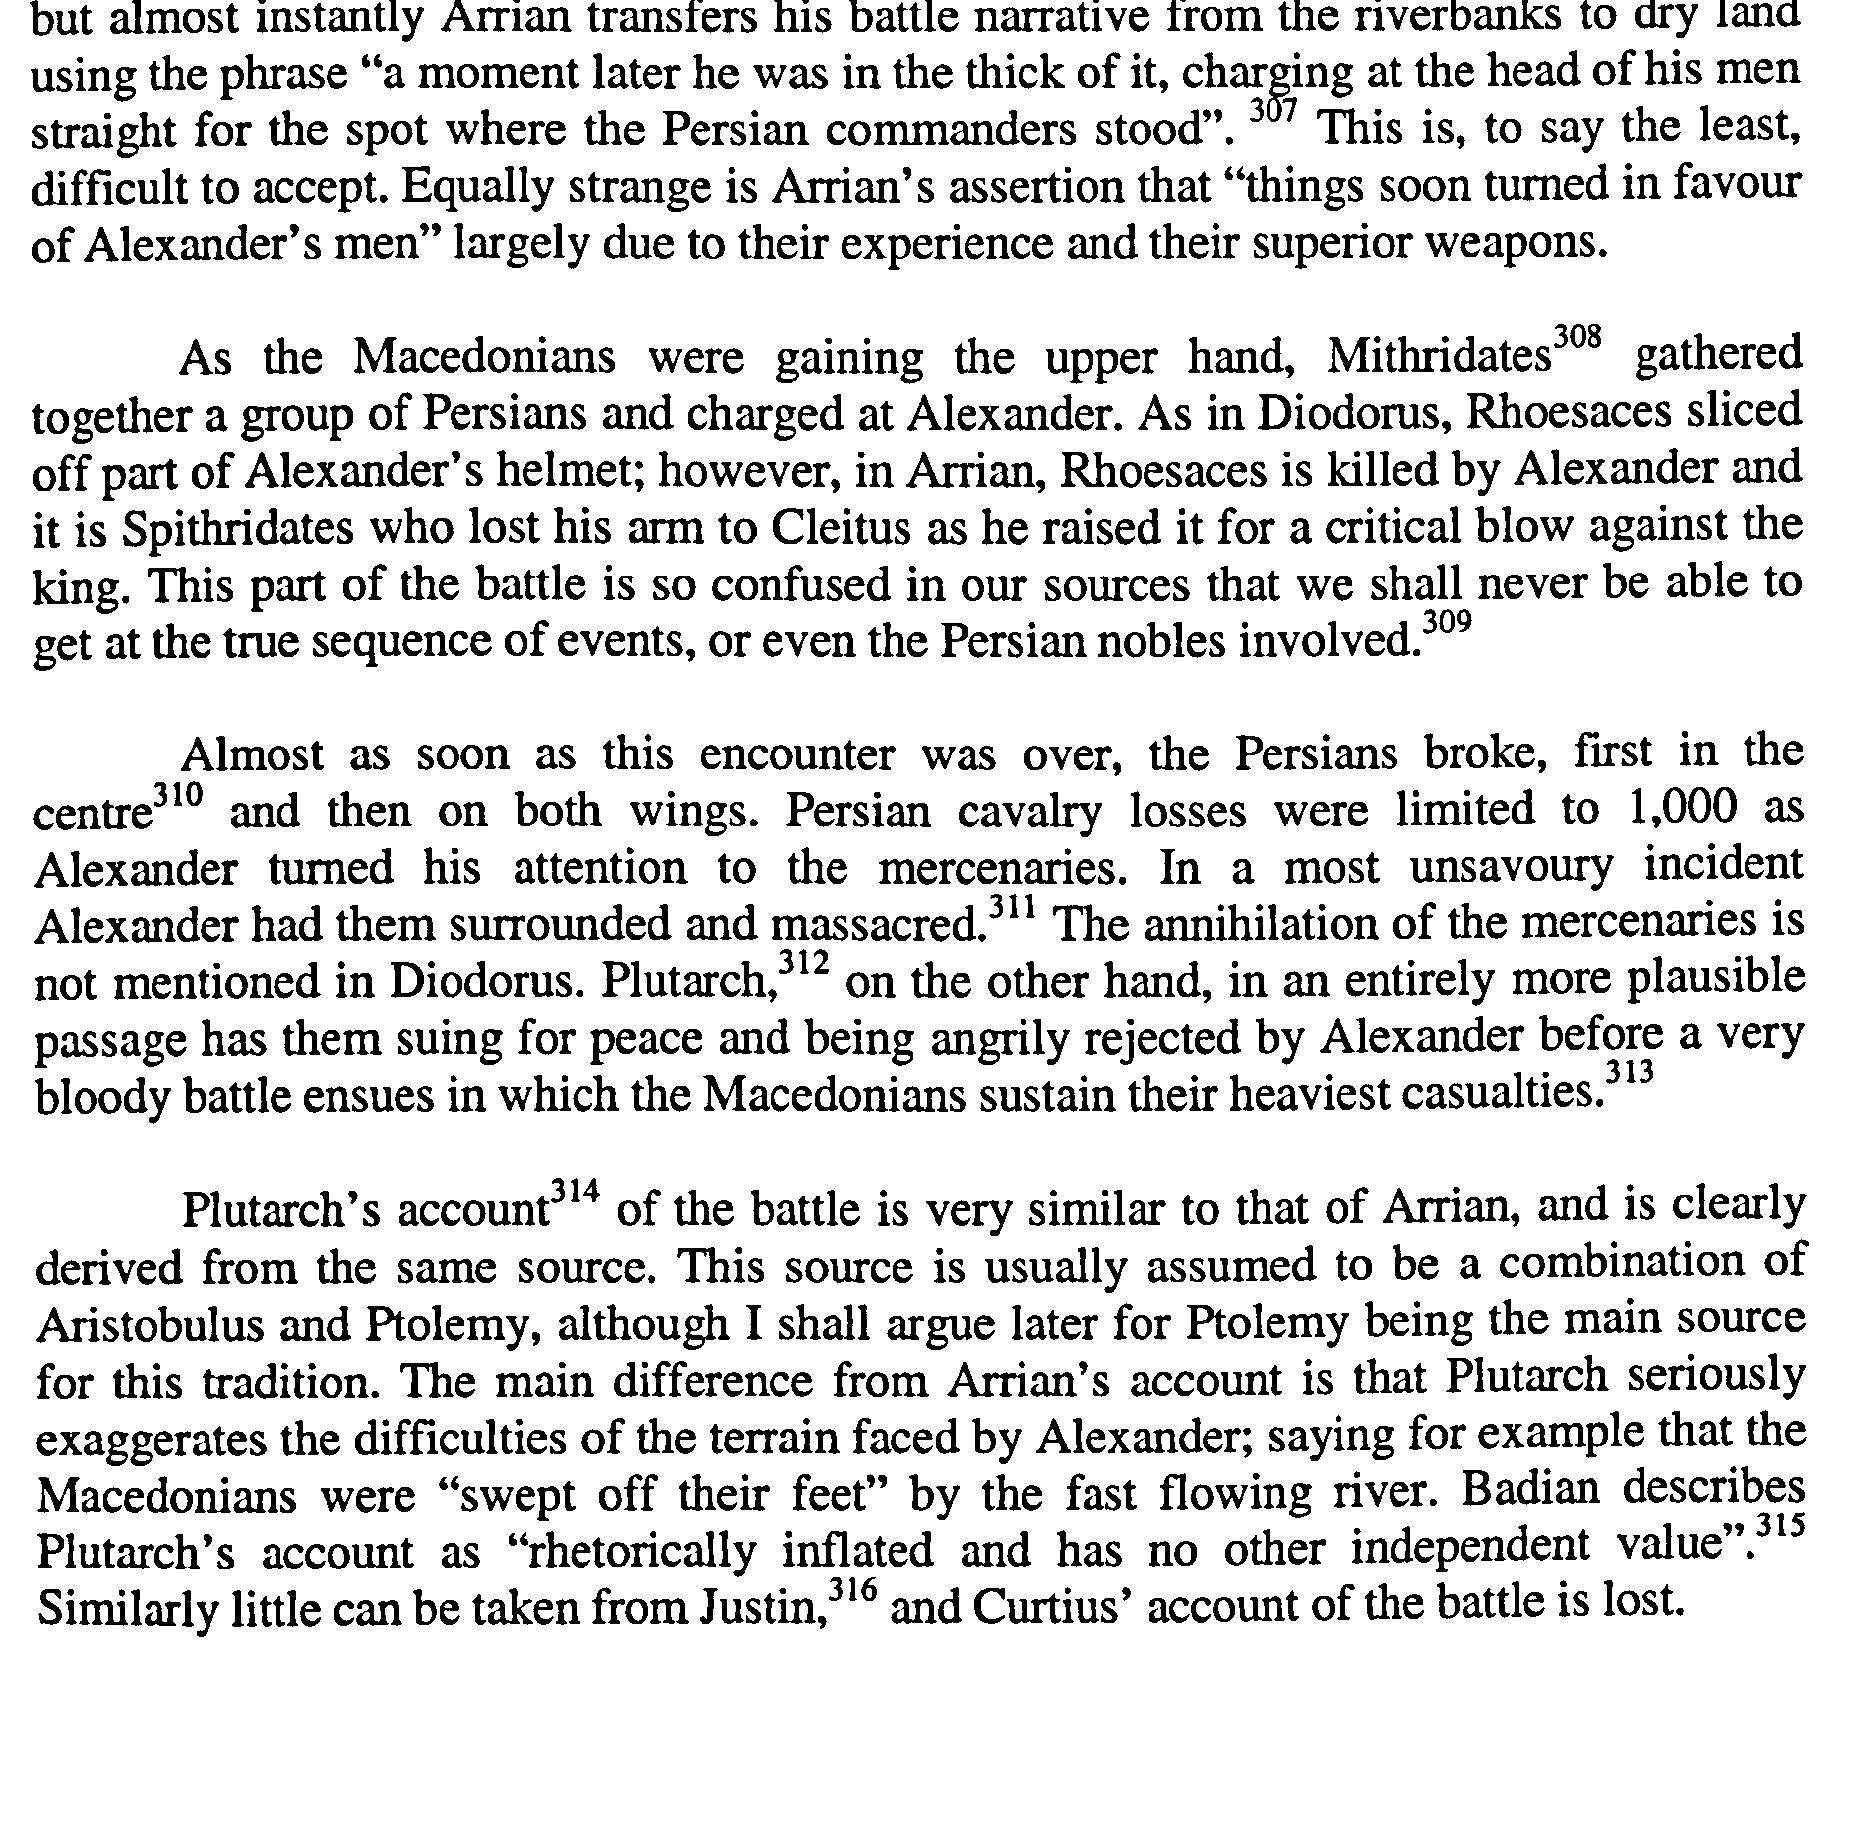 but almost instantly Arrian transfers his battle narrative from the riverbanks to dry land
using the phrase “a moment later he was in the thick of it, charging at the head of his men
straight for the spot where the Persian commanders stood”. 307 This is, to say the least,
difficult to accept. Equally strange is Arrian’s assertion that “things soon turned in favour
of Alexander’s men” largely due to their experience and their superior weapons.
As the Macedonians were gaining the upper hand, Mithridates308 gathered
together a group of Persians and charged at Alexander. As in Diodorus, Rhoesaces sliced
off part of Alexander’s helmet; however, in Arrian, Rhoesaces is killed by Alexander and
it is Spithridates who lost his arm to Cleitus as he raised it for a critical blow against the
king. This part of the battle is so confused in our sources that we shall never be able to
get at the true sequence of events, or even the Persian nobles involved.309
Almost as soon as this encounter was over, the Persians broke, first in the
centre310 and then on both wings. Persian cavalry losses were limited to 1,000 as
Alexander turned his attention to the mercenaries. In a most unsavoury incident
Alexander had them surrounded and massacred.311 The annihilation of the mercenaries is
not mentioned in Diodorus. Plutarch,312 on the other hand, in an entirely more plausible
passage has them suing for peace and being angrily rejected by Alexander before a very
bloody battle ensues in which the Macedonians sustain their heaviest casualties.313
Plutarch’s account314 of the battle is very similar to that of Arrian, and is clearly
derived from the same source. This source is usually assumed to be a combination of
Aristobulus and Ptolemy, although I shall argue later for Ptolemy being the main source
for this tradition. The main difference from Arrian’s account is that Plutarch seriously
exaggerates the difficulties of the terrain faced by Alexander; saying for example that the
Macedonians were “swept off their feet” by the fast flowing river. Badian describes
Plutarch’s account as “rhetorically inflated and has no other independent value”.315
Similarly little can be taken from Justin,316 and Curtius’ account of the battle is lost.